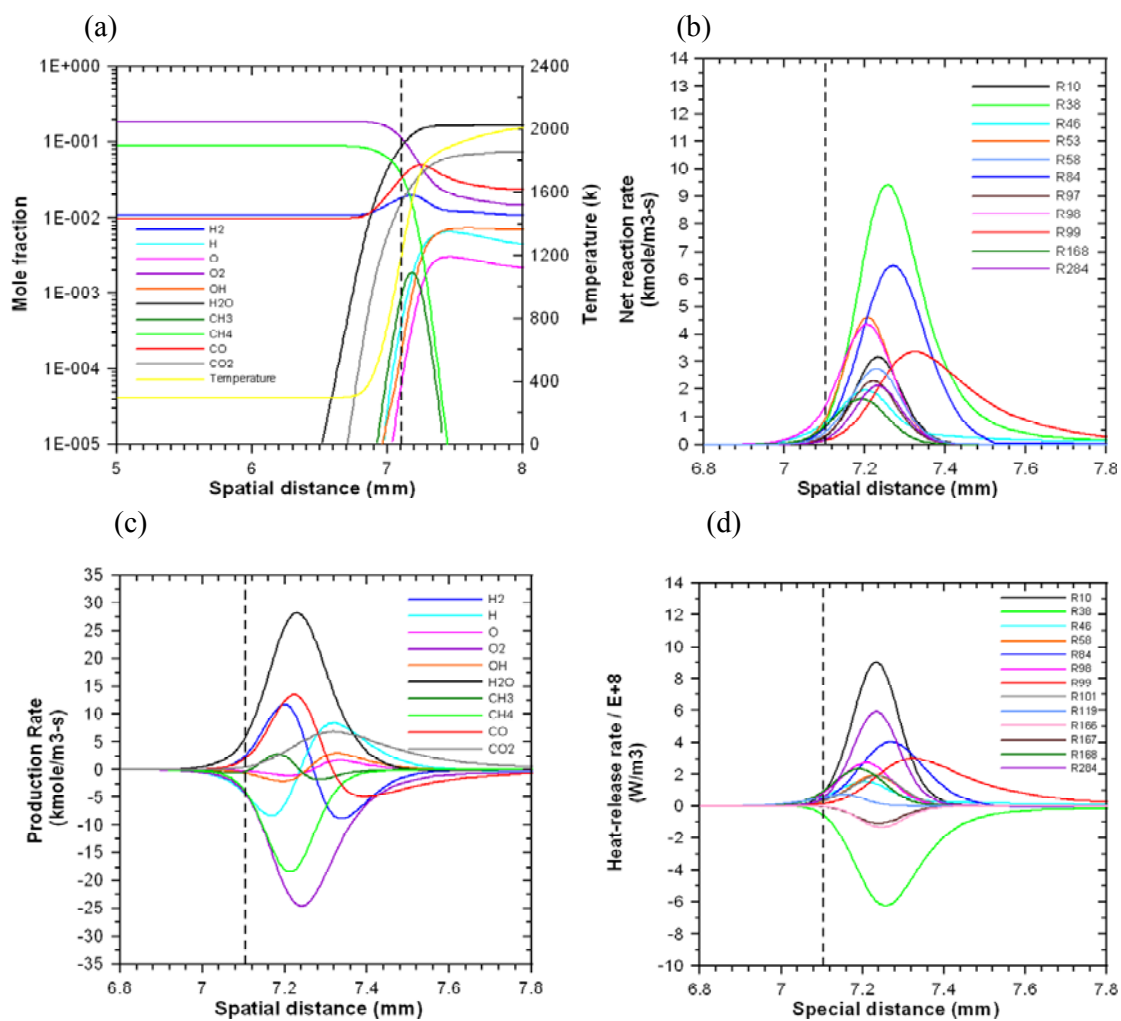 (a)
1E+000
1E-001
1E-002
1E-003
1E-004
1E-005
Mole fraction
H2
H
O
O2
OH
H2O
CH3
CH4
CO
CO2
Temperature
2400
2000
1600
1200
800
400
0
Temperature (k)
5
6
7
8
Spatial distance (mm)
(b)
14
13
12
11
10
9
8
7
6
5
4
3
2
1
0
Net reaction rate
(kmole/m3-s)
R10
R38
R46
R53
R58
R84
R97
R98
R99
R168
R284
6.8
7
7.2
7.4
7.6
7.8
Spatial distance (mm)
(c)
35
30
25
20
15
10
5
0
-5
-10
-15
-20
-25
-30
-35
Production Rate
(kmole/m3-s)
H2
H
O
O2
OH
H2O
CH3
CH4
CO
CO2
6.8
7
7.2
7.4
7.6
7.8
Spatial distance (mm)
(d)
14
12
10
8
6
4
2
0
-2
-4
-6
-8
-10
Heat-release rate / E+8
(W/m3)
R10
R38
R46
R58
R84
R98
R99
R101
R119
R166
R167
R168
R284
6.8
7
7.2
7.4
7.6
7.8
Special distance (mm)